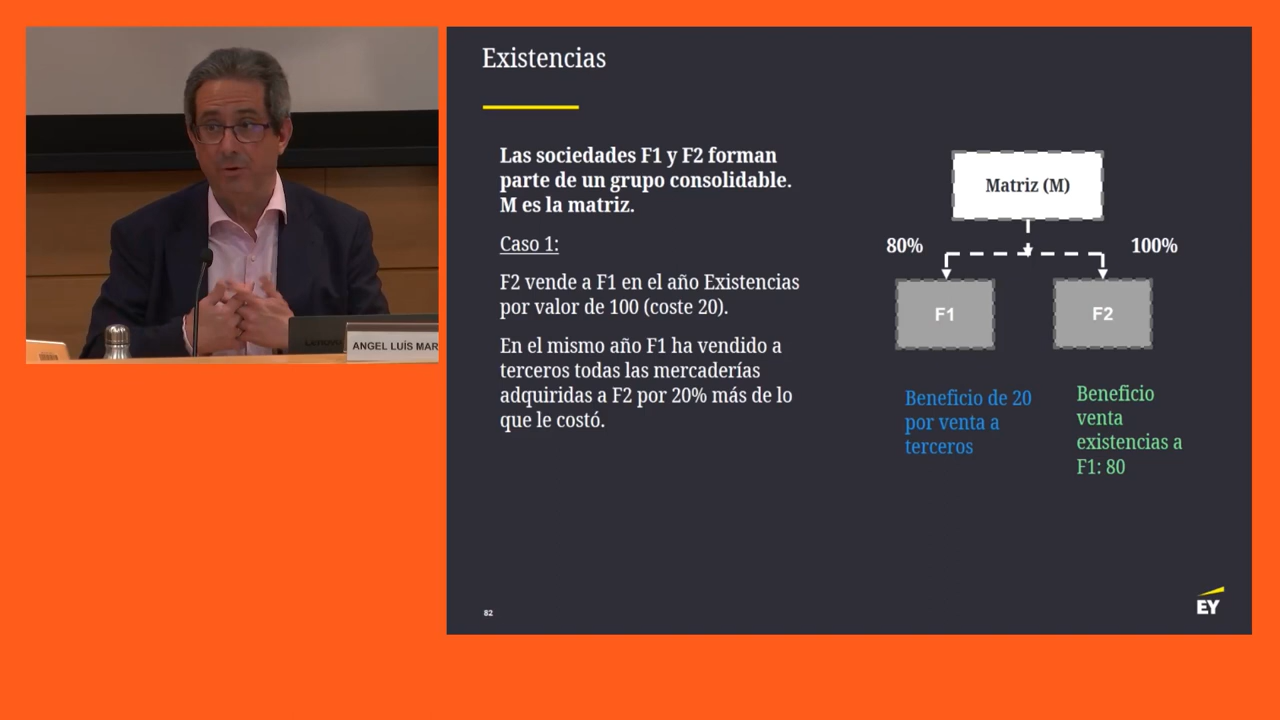 Existencias
Las sociedades F1 y F2 forman
parte de un grupo consolidable.
M es la matriz.
Caso 1:
F2 vende a F1 en el año Existencias
por valor de 100 (coste 20).
En el mismo año F1 ha vendido a
terceros todas las mercaderías
adquiridas a F2 por 20% más de lo
que le costó.
Matriz (M)
80%
100%
F1
F2
Beneficio de 20
por venta a
terceros
Beneficio
venta
existencias a
F1: 80
82
EY
ANGEL LUÍS MAR